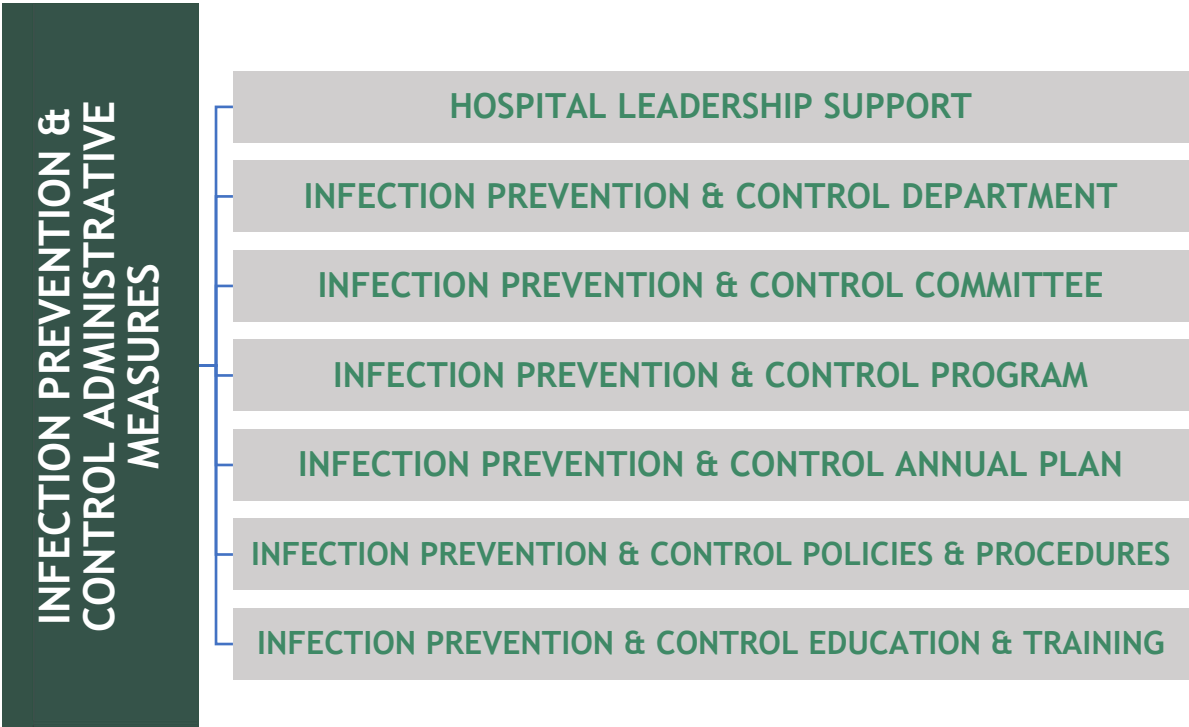 INFECTION PREVENTION &
CONTROL ADMINISTRATIVE
MEASURES
HOSPITAL LEADERSHIP SUPPORT
INFECTION PREVENTION & CONTROL DEPARTMENT
INFECTION PREVENTION & CONTROL COMMITTEE
INFECTION PREVENTION & CONTROL PROGRAM
INFECTION PREVENTION & CONTROL ANNUAL PLAN
INFECTION PREVENTION & CONTROL POLICIES & PROCEDURES
INFECTION PREVENTION & CONTROL EDUCATION & TRAINING